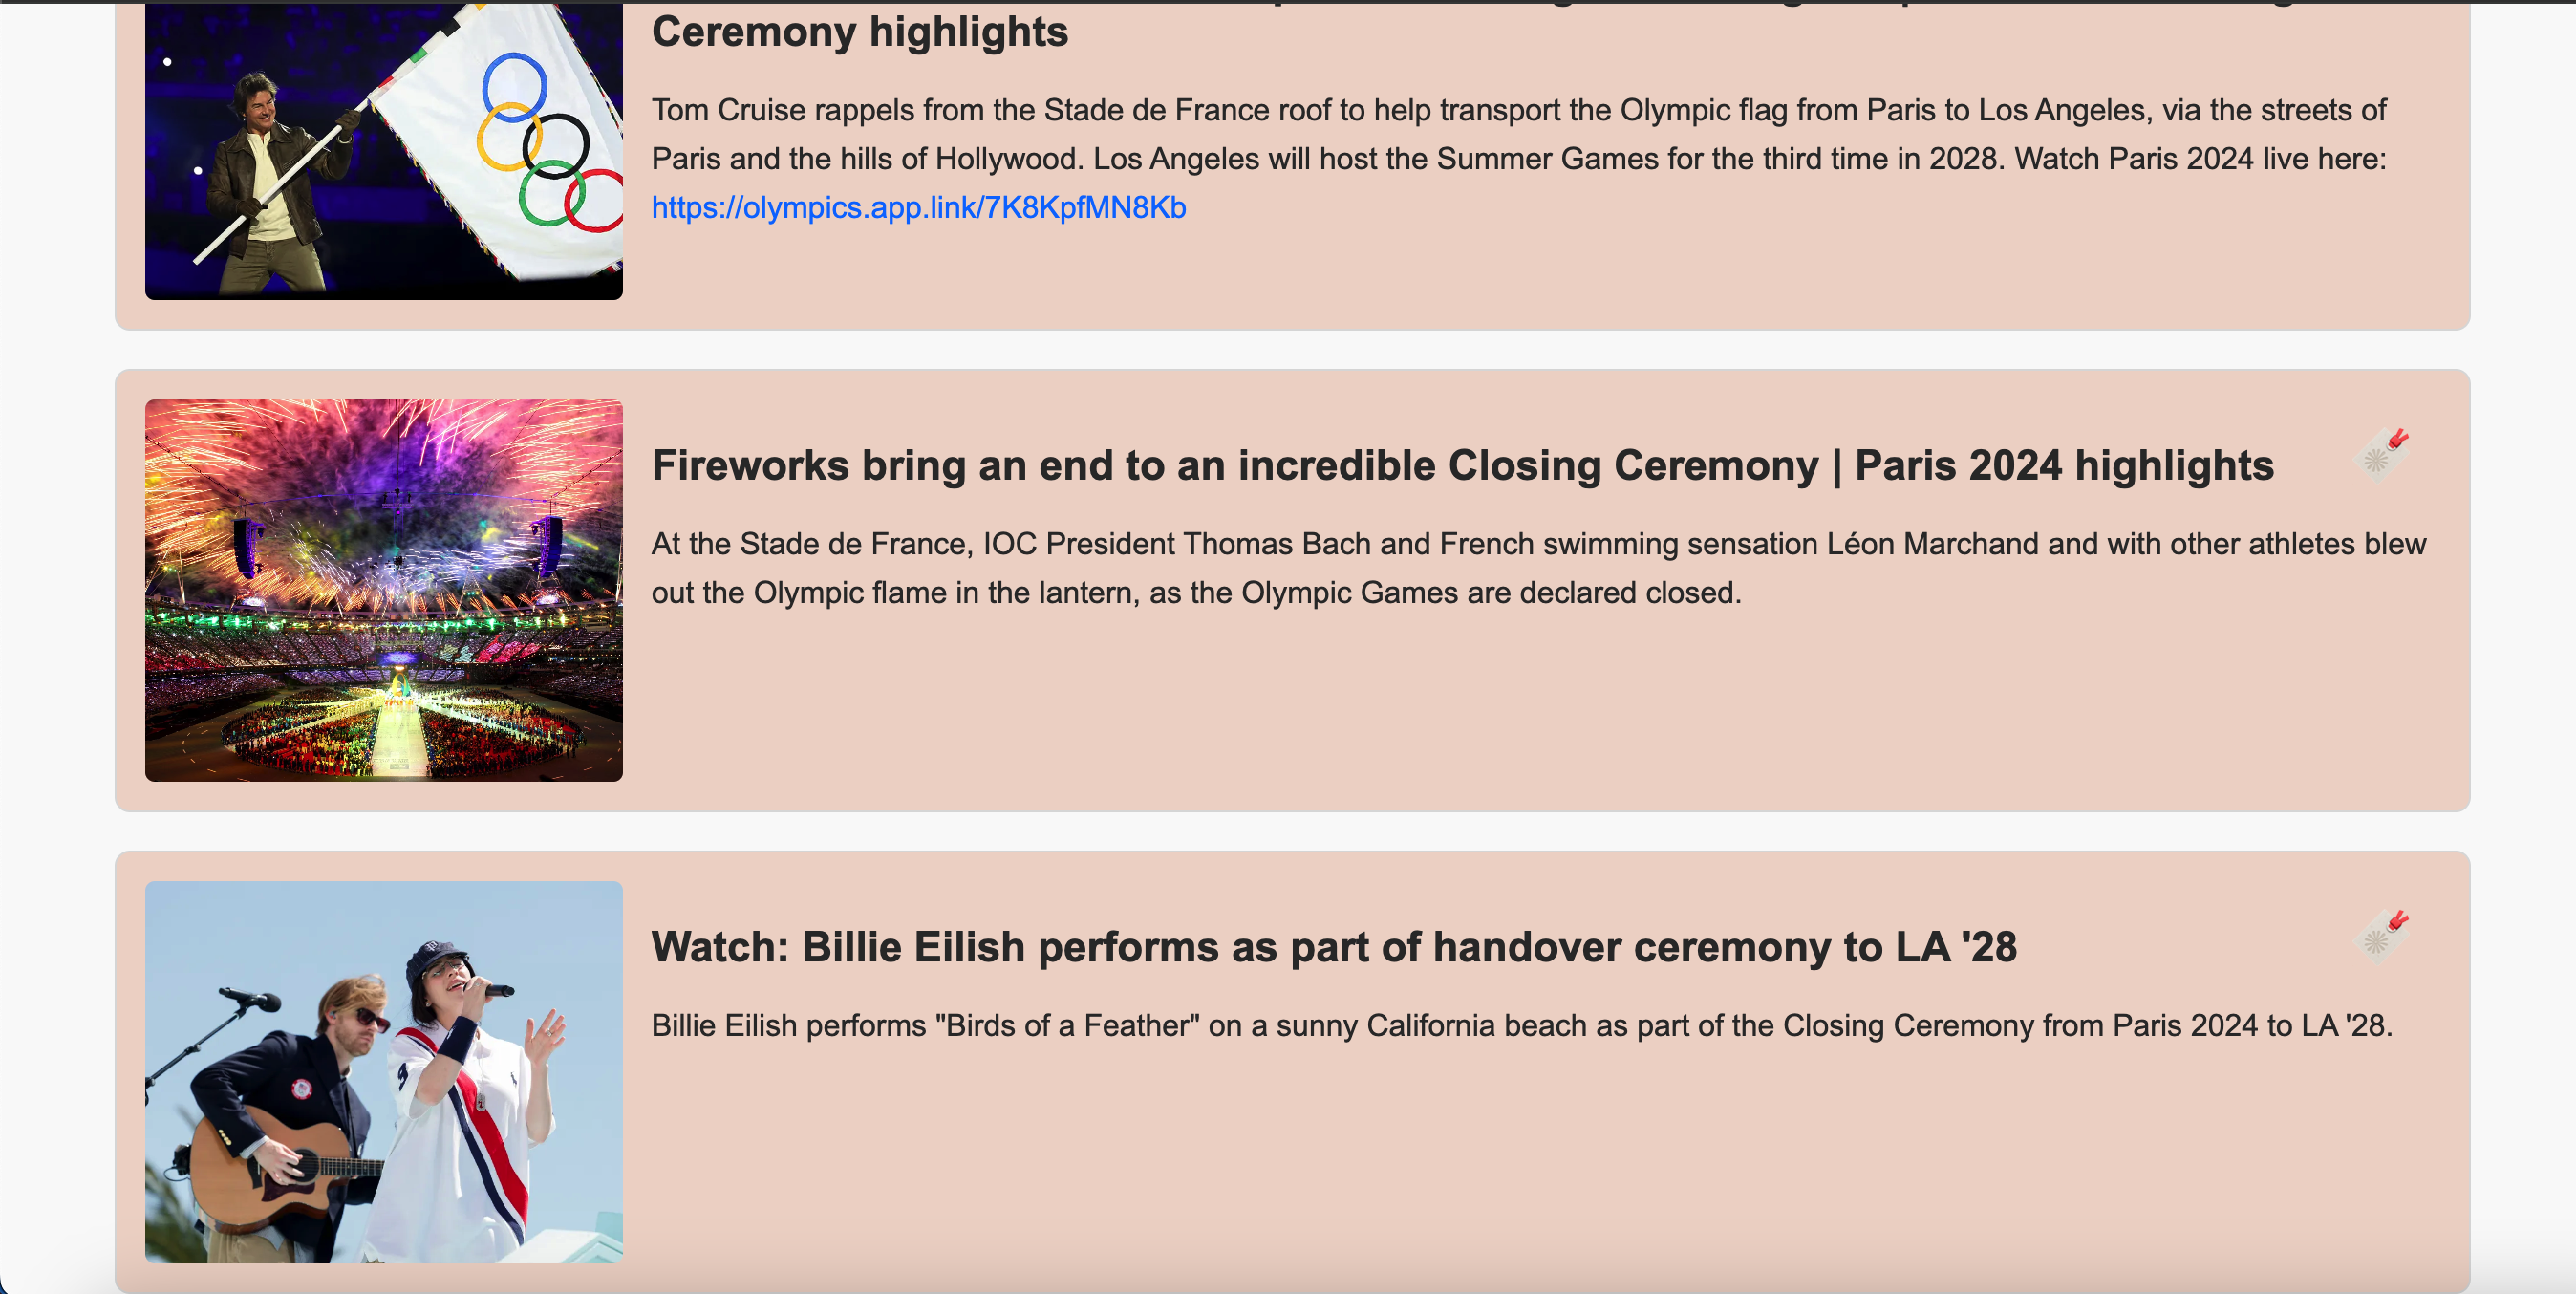 Ceremony highlights
Tom Cruise rappels from the Stade de France roof to help transport the Olympic flag from Paris to Los Angeles, via the streets of
Paris and the hills of Hollywood. Los Angeles will host the Summer Games for the third time in 2028. Watch Paris 2024 live here:
https://olympics.app.link/7K8KpfMN8Kb
Fireworks bring an end to an incredible Closing Ceremony | Paris 2024 highlights
At the Stade de France, IOC President Thomas Bach and French swimming sensation Léon Marchand and with other athletes blew
out the Olympic flame in the lantern, as the Olympic Games are declared closed.
Watch: Billie Eilish performs as part of handover ceremony to LA '28
Billie Eilish performs "Birds of a Feather" on a sunny California beach as part of the Closing Ceremony from Paris 2024 to LA '28.